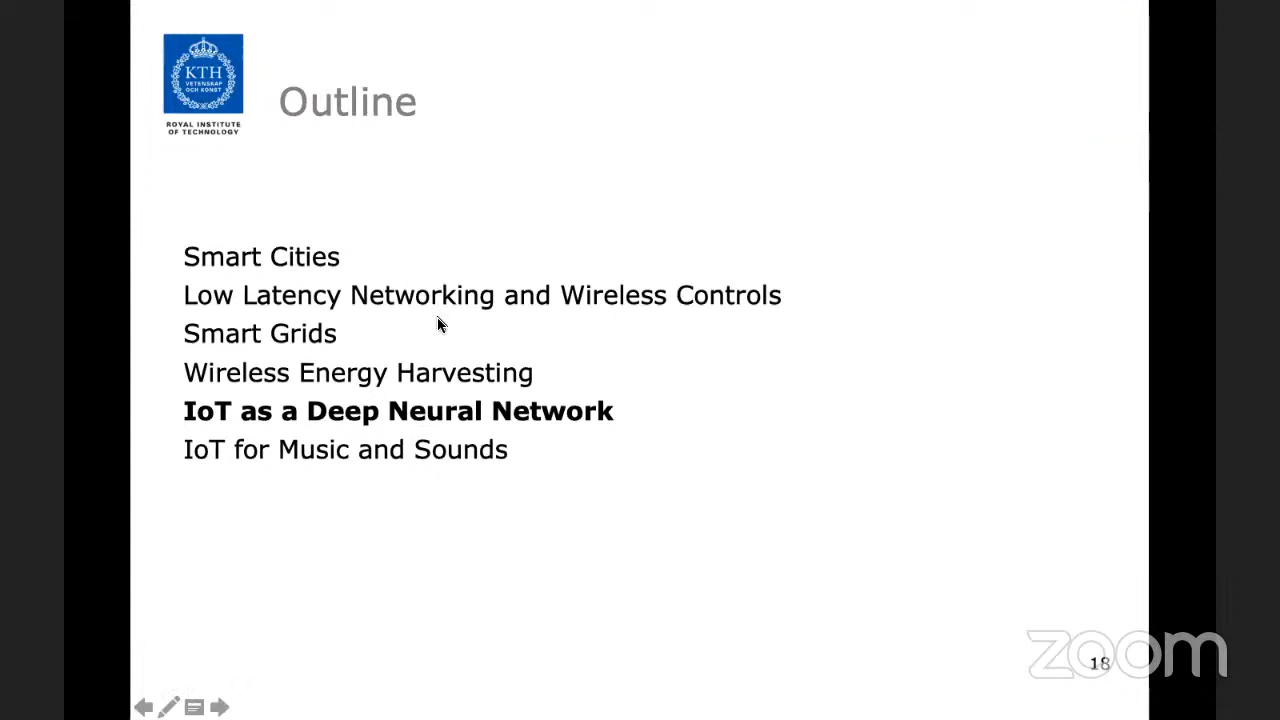 KTH
VETENSKAP
OCH KONST
ROYAL INSTITUTE
OF TECHNOLOGY
Outline
Smart Cities
Low Latency Networking and Wireless Controls
Smart Grids
Wireless Energy Harvesting
IoT as a Deep Neural Network
IoT for Music and Sounds
zoom
18